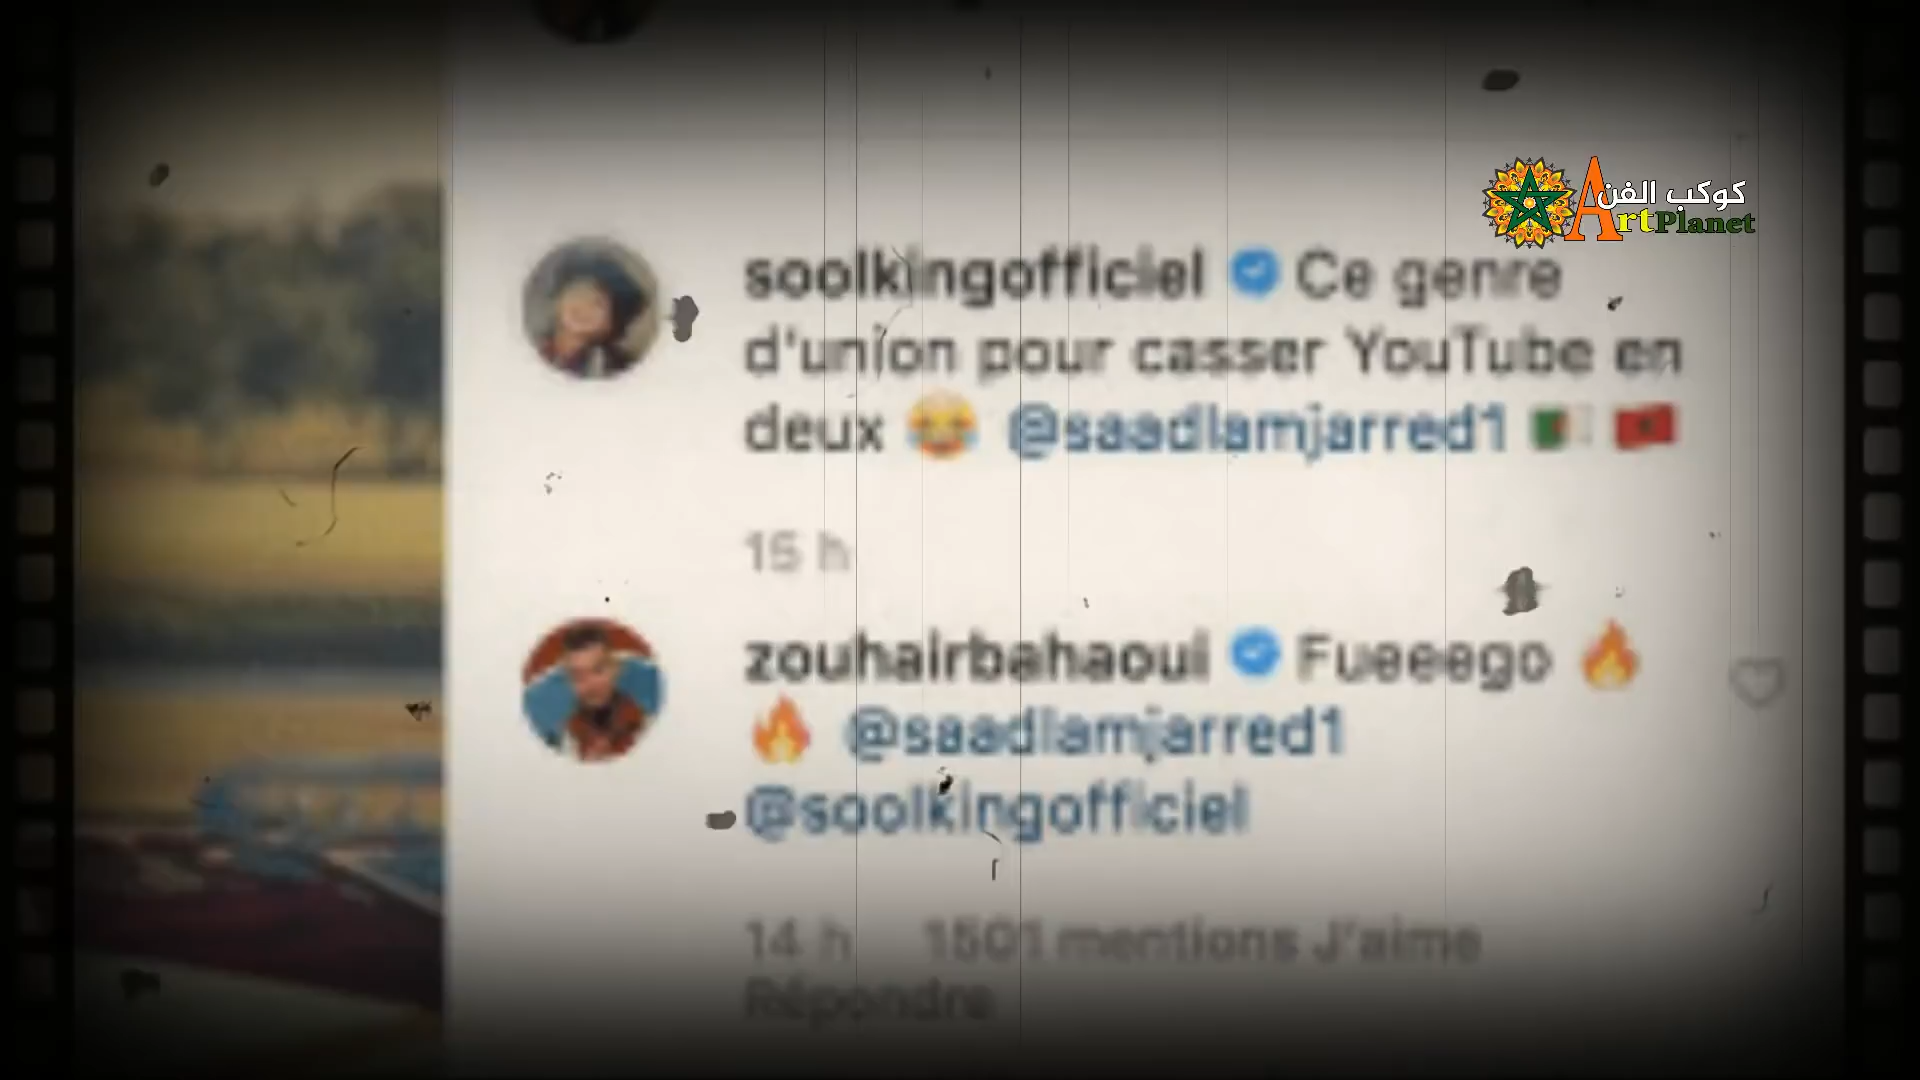 كوكب الفن
ArtPlanet
soolkingofficiel Ce genre
d'union pour casser YouTube en
deux 😂 @saadlamjarred1 🇩🇿 🇲🇦
15 h
zouhairbahaoui Fueeego 🔥
🔥 @saadlamjarred1
@soolkingofficiel
14 h 1501 mentions J'aime
Répondre